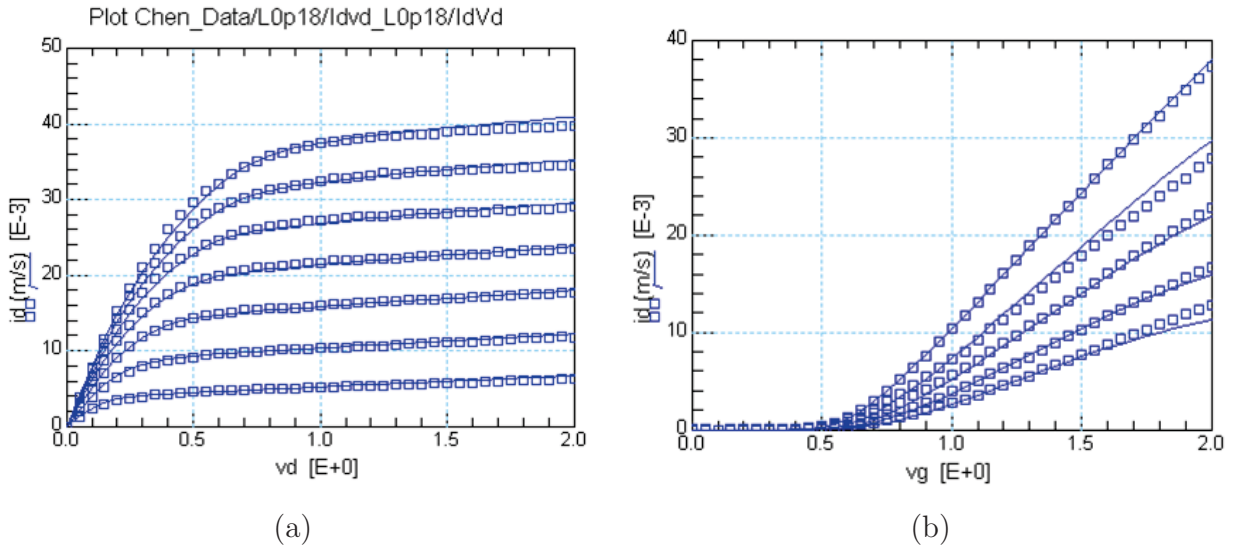 Plot Chen_Data/L0p18/Idvd_L0p18/IdVd
50
40
30
20
10
0
id (m/s) [E-3]
0.0 0.5 1.0 1.5 2.0
vd [E+0]
(a)
40
30
20
10
0
id (m/s) [E-3]
0.0 0.5 1.0 1.5 2.0
vg [E+0]
(b)